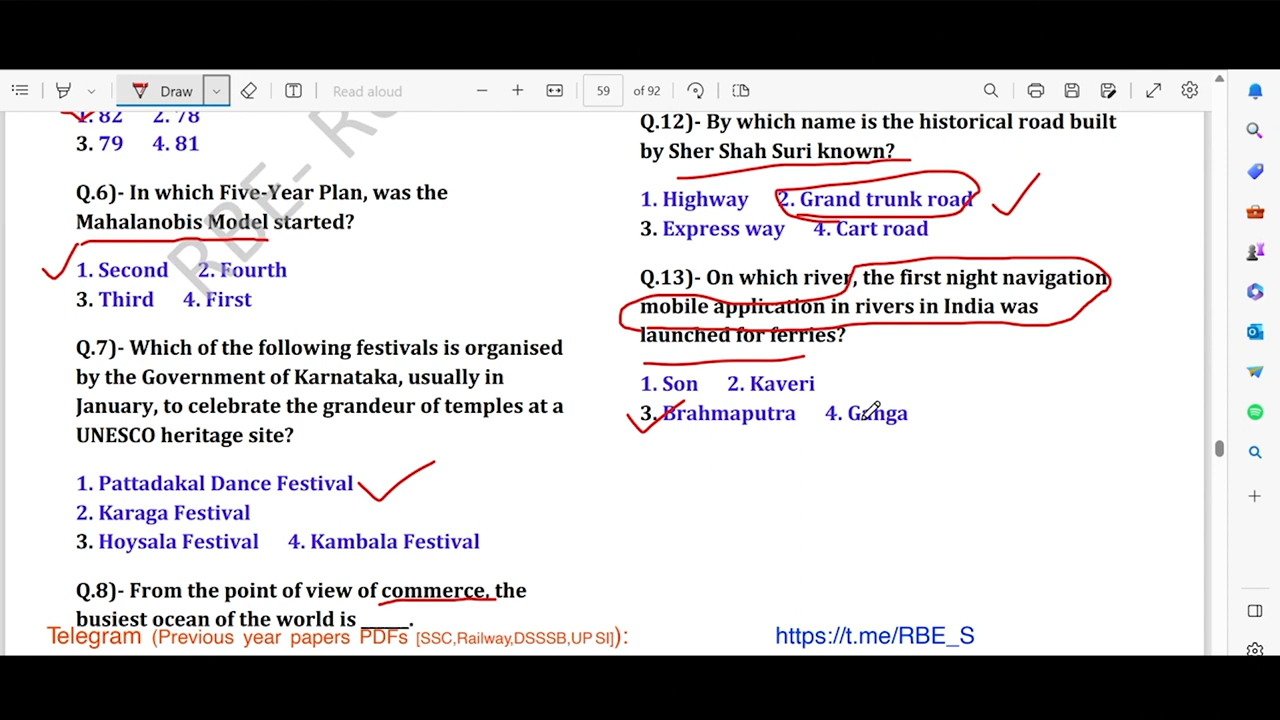 Draw
Read aloud
59 of 92
1. 82 2. 78
3. 79 4. 81
Q.6)- In which Five-Year Plan, was the
Mahalanobis Model started?
1. Second 2. Fourth
3. Third 4. First
Q.7)- Which of the following festivals is organised
by the Government of Karnataka, usually in
January, to celebrate the grandeur of temples at a
UNESCO heritage site?
1. Pattadakal Dance Festival
2. Karaga Festival
3. Hoysala Festival 4. Kambala Festival
Q.8)- From the point of view of commerce, the
busiest ocean of the world is _____.
RBE-
Q.12)- By which name is the historical road built
by Sher Shah Suri known?
1. Highway 2. Grand trunk road
3. Express way 4. Cart road
Q.13)- On which river, the first night navigation
mobile application in rivers in India was
launched for ferries?
1. Son 2. Kaveri
3. Brahmaputra 4. Ganga
Telegram (Previous year papers PDFs [SSC,Railway,DSSSB,UP SI]): https://t.me/RBE_S